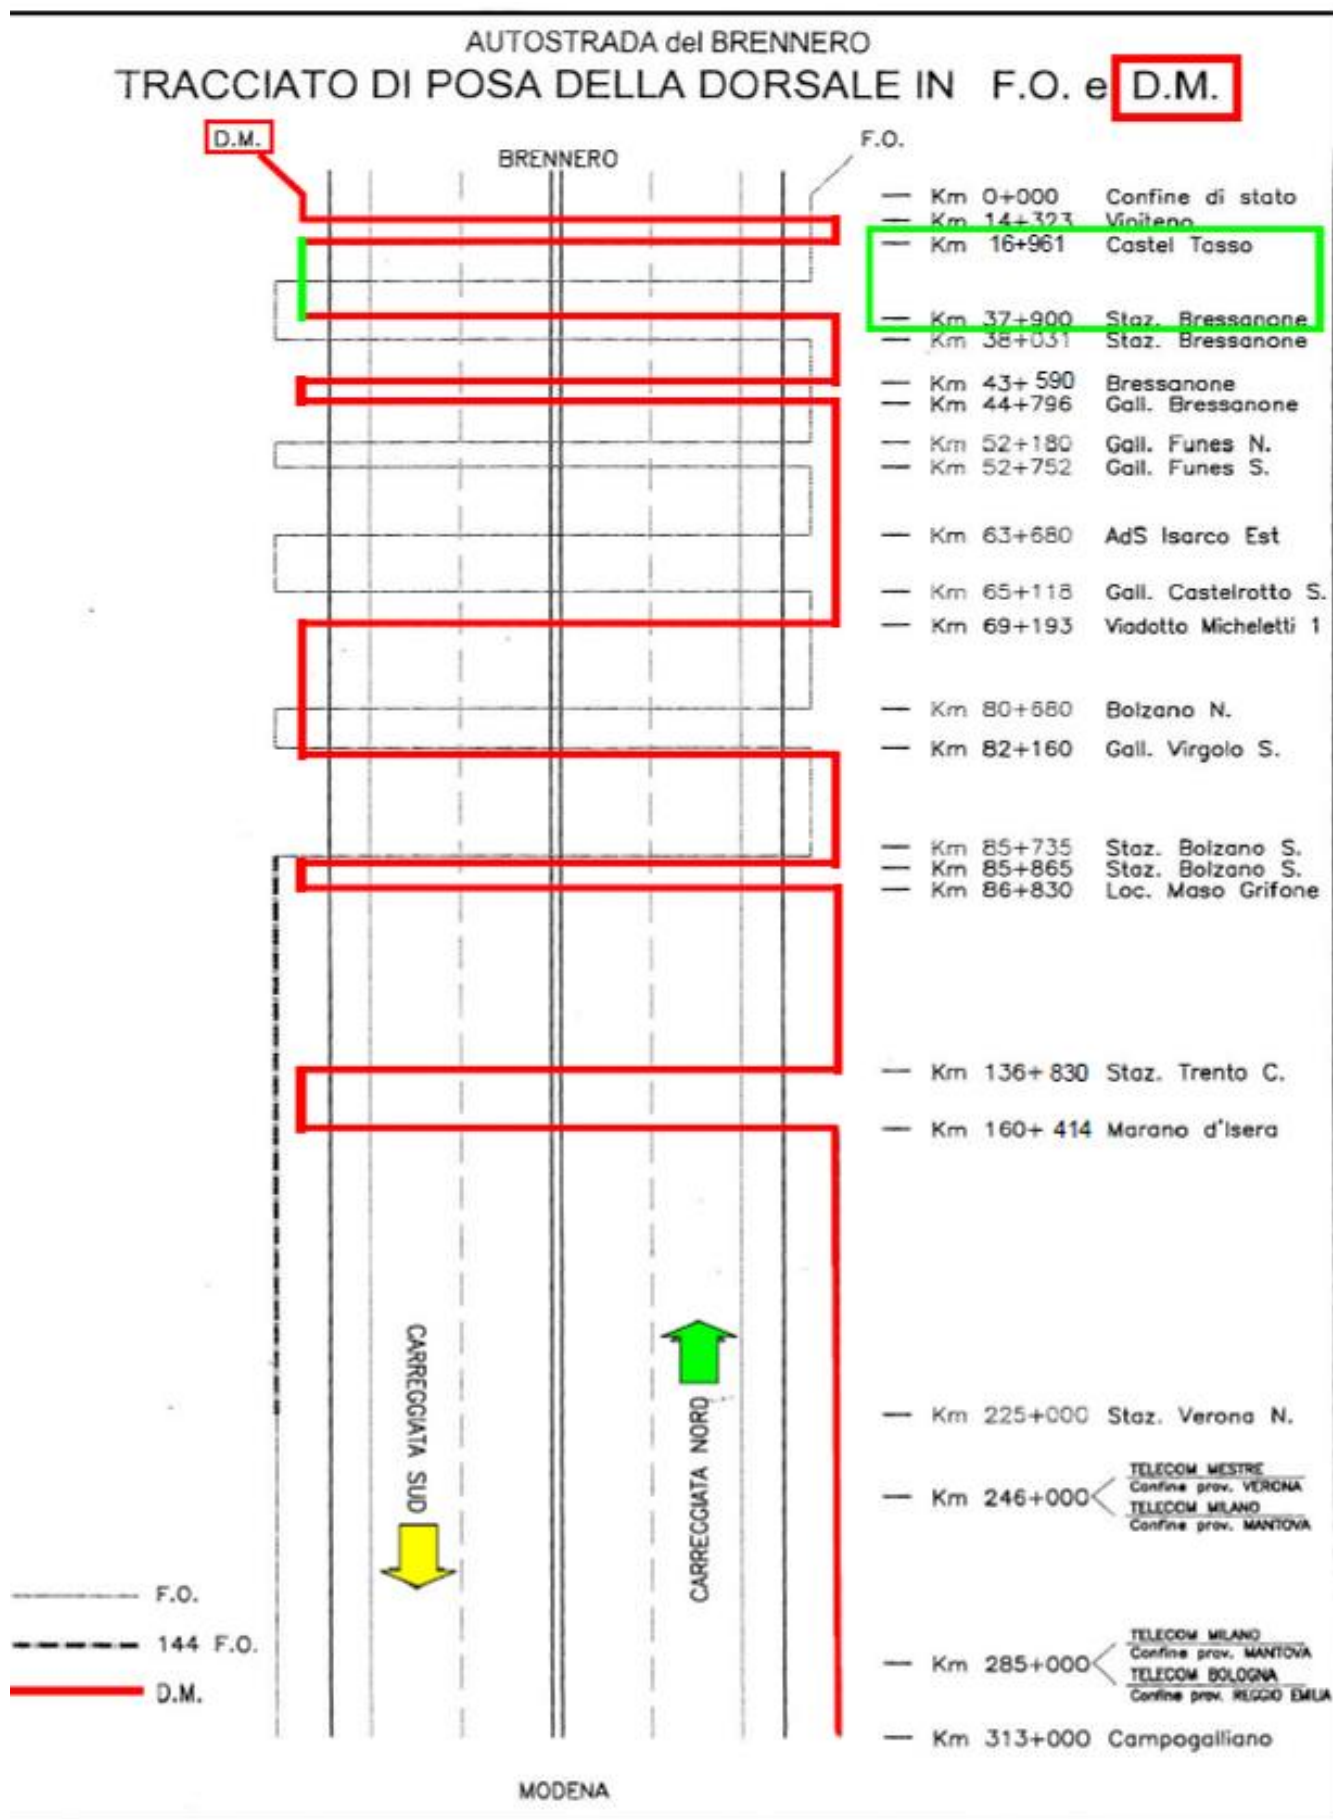 AUTOSTRADA del BRENNERO
TRACCIATO DI POSA DELLA DORSALE IN F.O. e D.M.
D.M.
BRENNERO
F.O.
Km 0+000 Confine di stato
Km 14+323 Vipiteno
Km 16+961 Castel Tasso
Km 37+900 Staz. Bressanone
Km 38+031 Staz. Bressanone
Km 43+590 Bressanone
Km 44+796 Gall. Bressanone
Km 52+180 Gall. Funes N.
Km 52+752 Gall. Funes S.
Km 63+680 AdS Isarco Est
Km 65+118 Gall. Castelrotto S.
Km 69+193 Viadotto Micheletti 1
Km 80+680 Bolzano N.
Km 82+160 Gall. Virgolo S.
Km 85+735 Staz. Bolzano S.
Km 85+865 Staz. Bolzano S.
Km 86+830 Loc. Maso Grifone
Km 136+830 Staz. Trento C.
Km 160+414 Marano d'Isera
CARREGGIATA SUD
CARREGGIATA NORD
Km 225+000 Staz. Verona N.
Km 246+000
TELECOM MESTRE
Confine prov. VERONA
TELECOM MILANO
Confine prov. MANTOVA
F.O.
144 F.O.
D.M.
Km 285+000
TELECOM MILANO
Confine prov. MANTOVA
TELECOM BOLOGNA
Confine prov. REGGIO EMILIA
Km 313+000 Campogalliano
MODENA